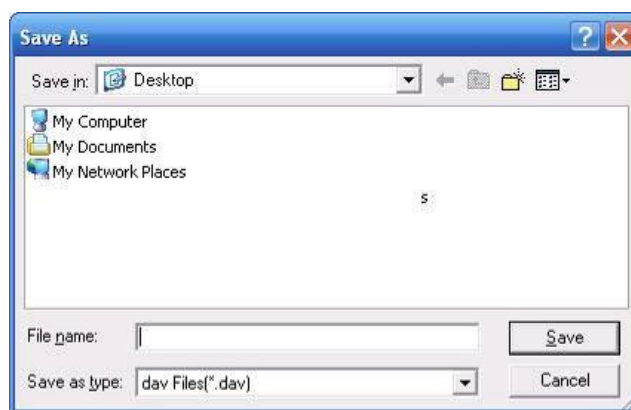 Save As
Save in: Desktop
My Computer
My Documents
My Network Places
s
File name: Save
Save as type: dav Files(*.dav) Cancel